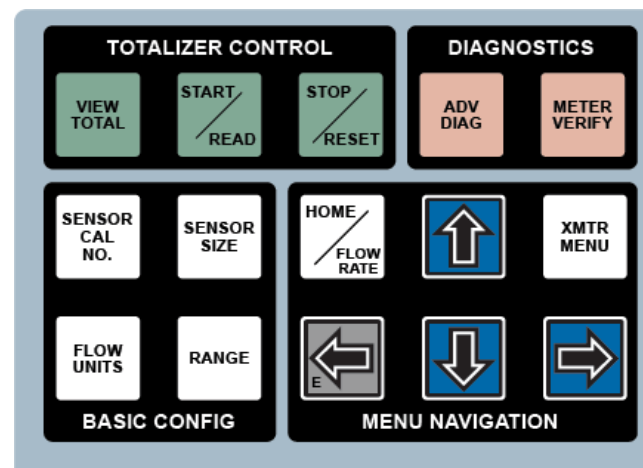 TOTALIZER CONTROL
VIEW
TOTAL
START
READ
STOP
RESET
DIAGNOSTICS
ADV
DIAG
METER
VERIFY
SENSOR
CAL
NO.
SENSOR
SIZE
FLOW
UNITS
RANGE
BASIC CONFIG
HOME
FLOW
RATE
XMTR
MENU
E
MENU NAVIGATION